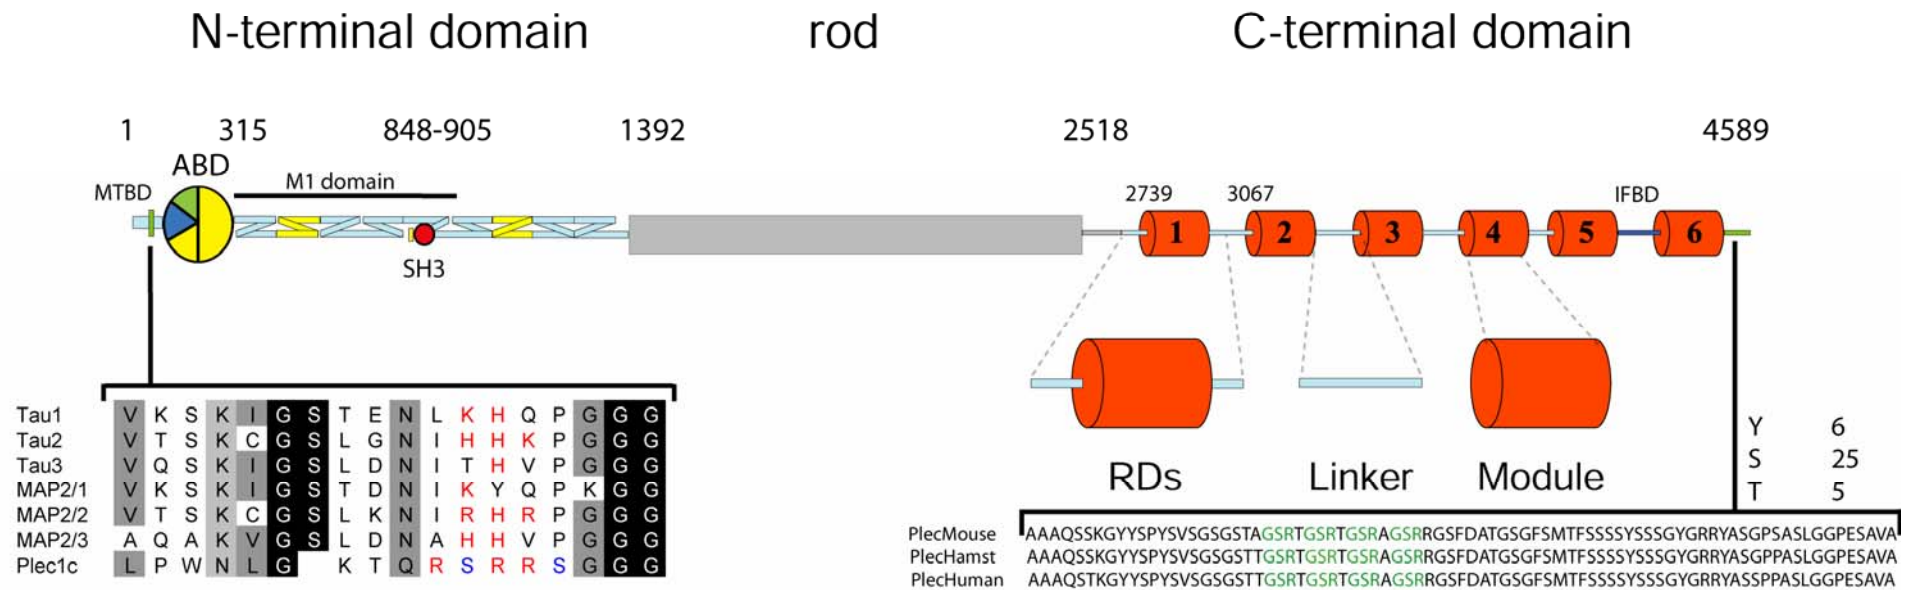 N-terminal domain rod C-terminal domain
1 315 848-905 1392 2518 4589
ABD
MTBD M1 domain 2739 3067 IFBD
1 2 3 4 5 6
SH3
RDs Linker Module
Y 6
S 25
T 5
Tau1 V K S K I G S T E N L K H Q P G G G
Tau2 V T S K C G S L G N I H H K P G G G
Tau3 V Q S K I G S L D N I T H V P G G G
MAP2/1 V K S K I G S T D N I K Y Q P K G G
MAP2/2 V T S K C G S L K N I R H R P G G G
MAP2/3 A Q A K V G S L D N A H H V P G G G
Plec1c L P W N L G K T Q R S R R S G G G
PlecMouse AAAQSSKGYYSPYSVSGSGSTAGSRTGSRTGSRAGSRRGSFDATGSGFSMTFSSSSYSSSGYGRRYASGPSASLGGPESAVA
PlecHamst AAAQSSKGYYSPYSVSGSGSTTGSRTGSRTGSRAGSRRGSFDATGSGFSMTFSSSSYSSSGYGRRYASGPPASLGGPESAVA
PlecHuman AAAQSTKGYYSPYSVSGSGSTTGSRTGSRTGSRAGSRRGSFDATGSGFSMTFSSSSYSSSGYGRRYASSPPASLGGPESAVA